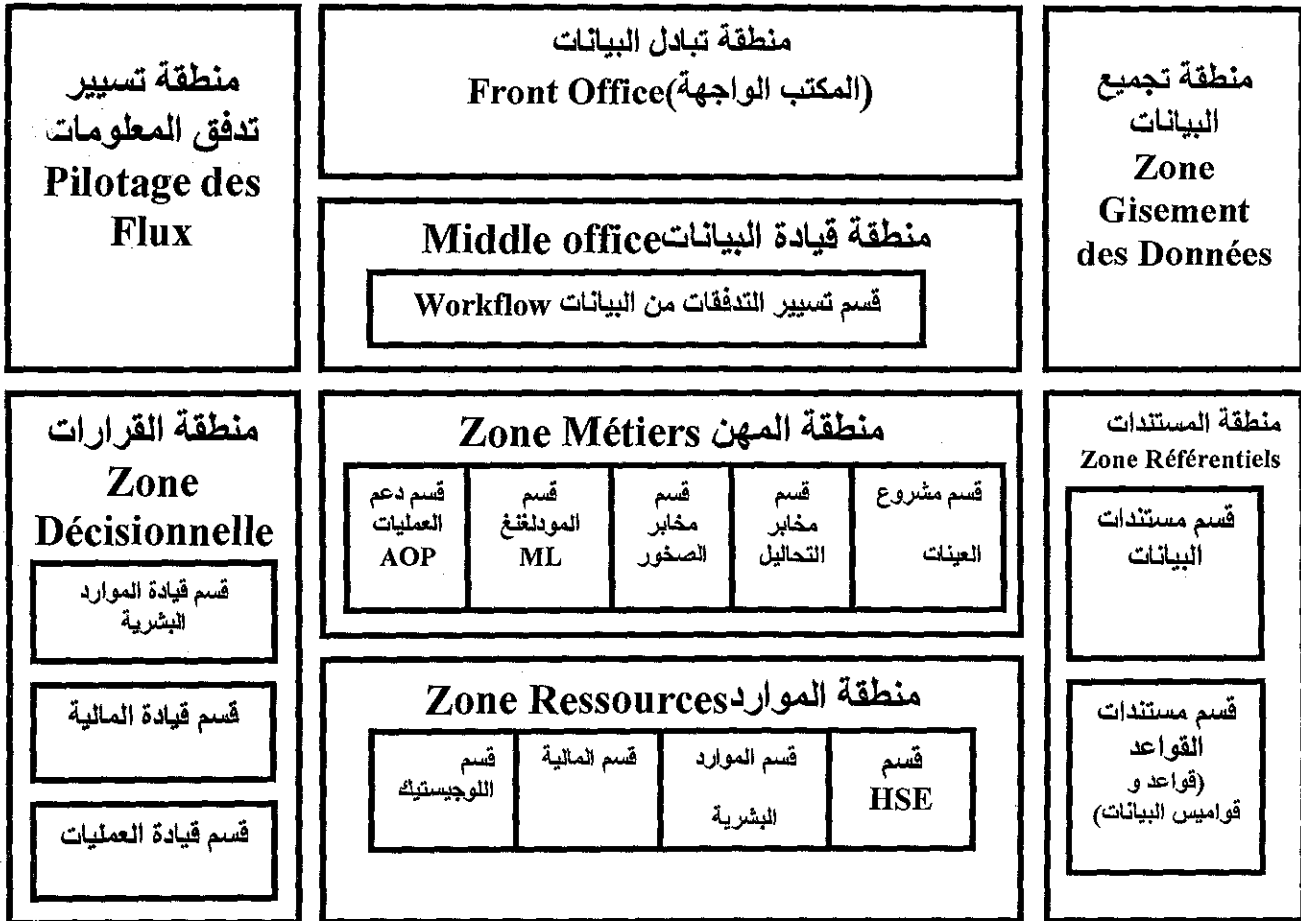 منطقة تسيير
تدفق المعلومات
Pilotage des
Flux
منطقة تبادل البيانات
Front Office(المكتب الواجهة)
منطقة تجميع
البيانات
Zone
Gisement
des Données
منطقة قيادة البياناتMiddle office
قسم تسيير التدفقات من البيانات Workflow
منطقة القرارات
Zone
Décisionnelle
قسم قيادة الموارد
البشرية
قسم قيادة المالية
قسم قيادة العمليات
منطقة المهن Zone Métiers
قسم دعم
العمليات
AOP
قسم
المودلغنغ
ML
قسم
مخابر
الصخور
قسم
مخابر
التحاليل
قسم مشروع
العينات
منطقة المواردZone Ressources
قسم
اللوجيستيك
قسم المالية
قسم الموارد
البشرية
قسم
HSE
منطقة المستندات
Zone Référentiels
قسم مستندات
البيانات
قسم مستندات
القواعد
(قواعد و
قواميس البيانات)